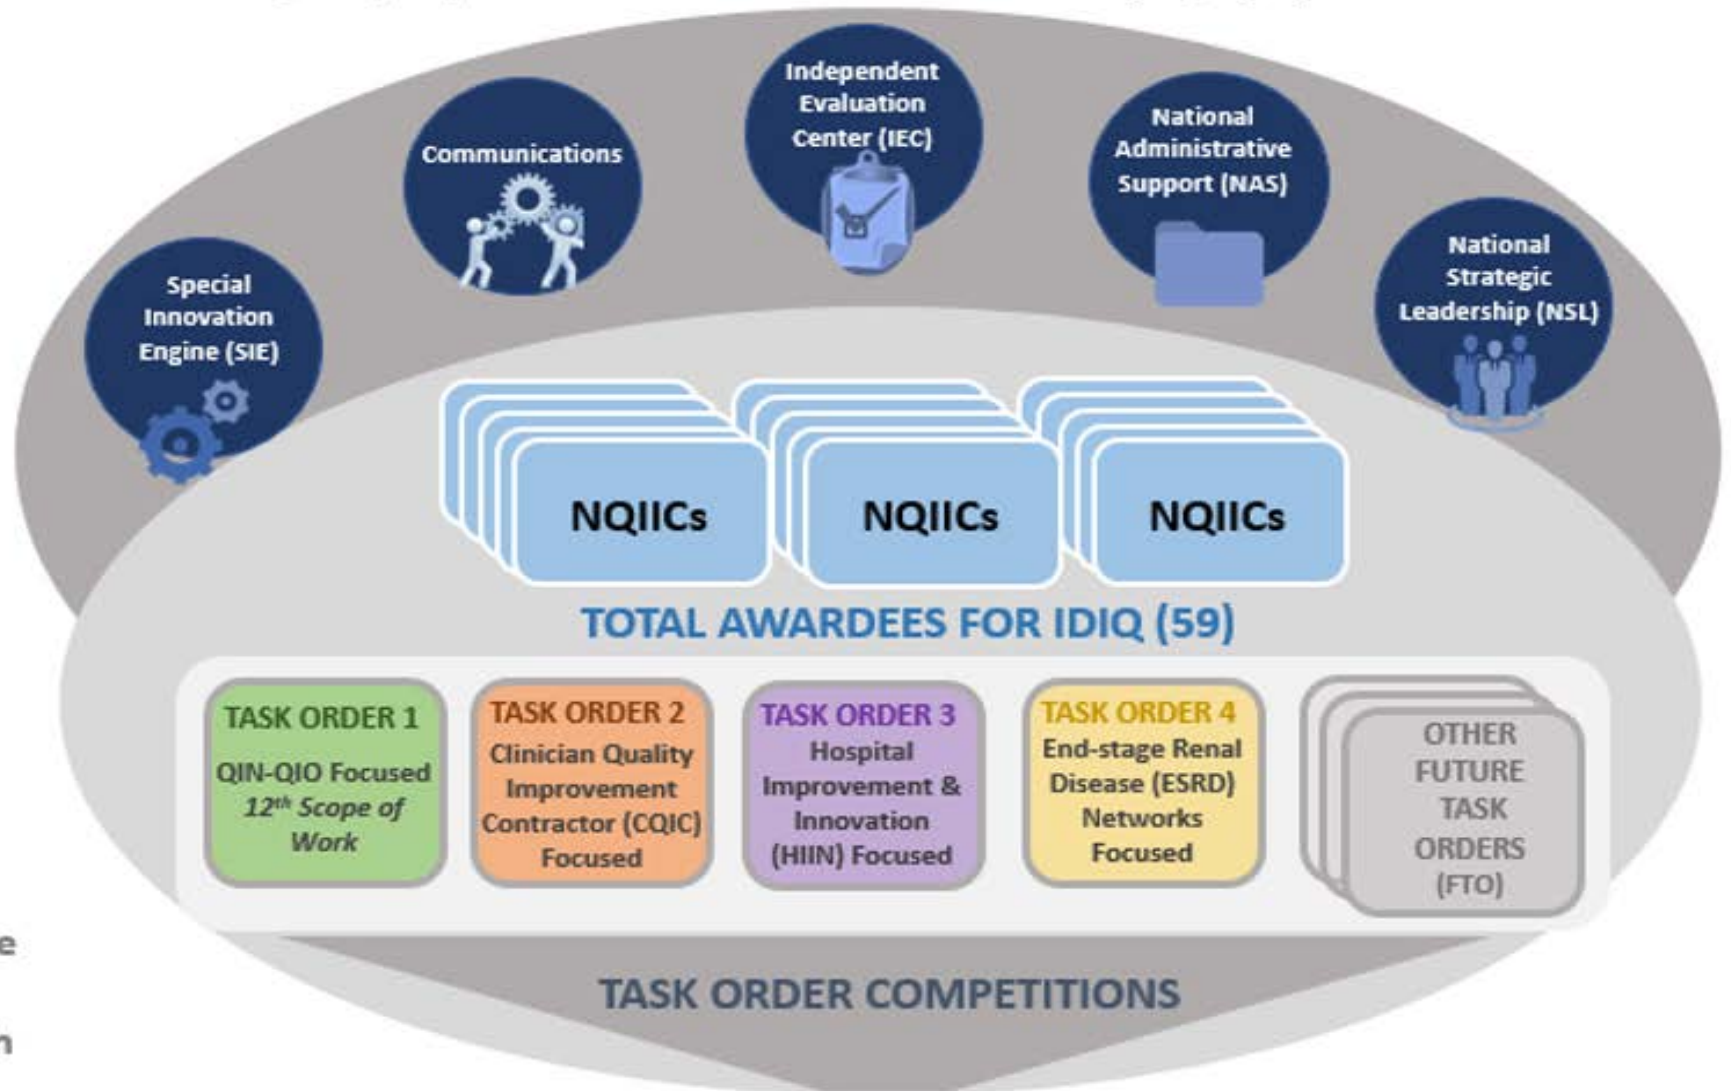 Independent
Evaluation
Center (IEC)
Communications
National
Administrative
Support (NAS)
National
Strategic
Leadership (NSL)
Special
Innovation
Engine (SIE)
NQIICs
NQIICs
NQIICs
TOTAL AWARDEES FOR IDIQ (59)
TASK ORDER 1
QIN-QIO Focused
12th Scope of
Work
TASK ORDER 2
Clinician Quality
Improvement
Contractor (CQIC)
Focused
TASK ORDER 3
Hospital
Improvement &
Innovation
(HIIN) Focused
TASK ORDER 4
End-stage Renal
Disease (ESRD)
Networks
Focused
OTHER
FUTURE
TASK
ORDERS
(FTO)
TASK ORDER COMPETITIONS